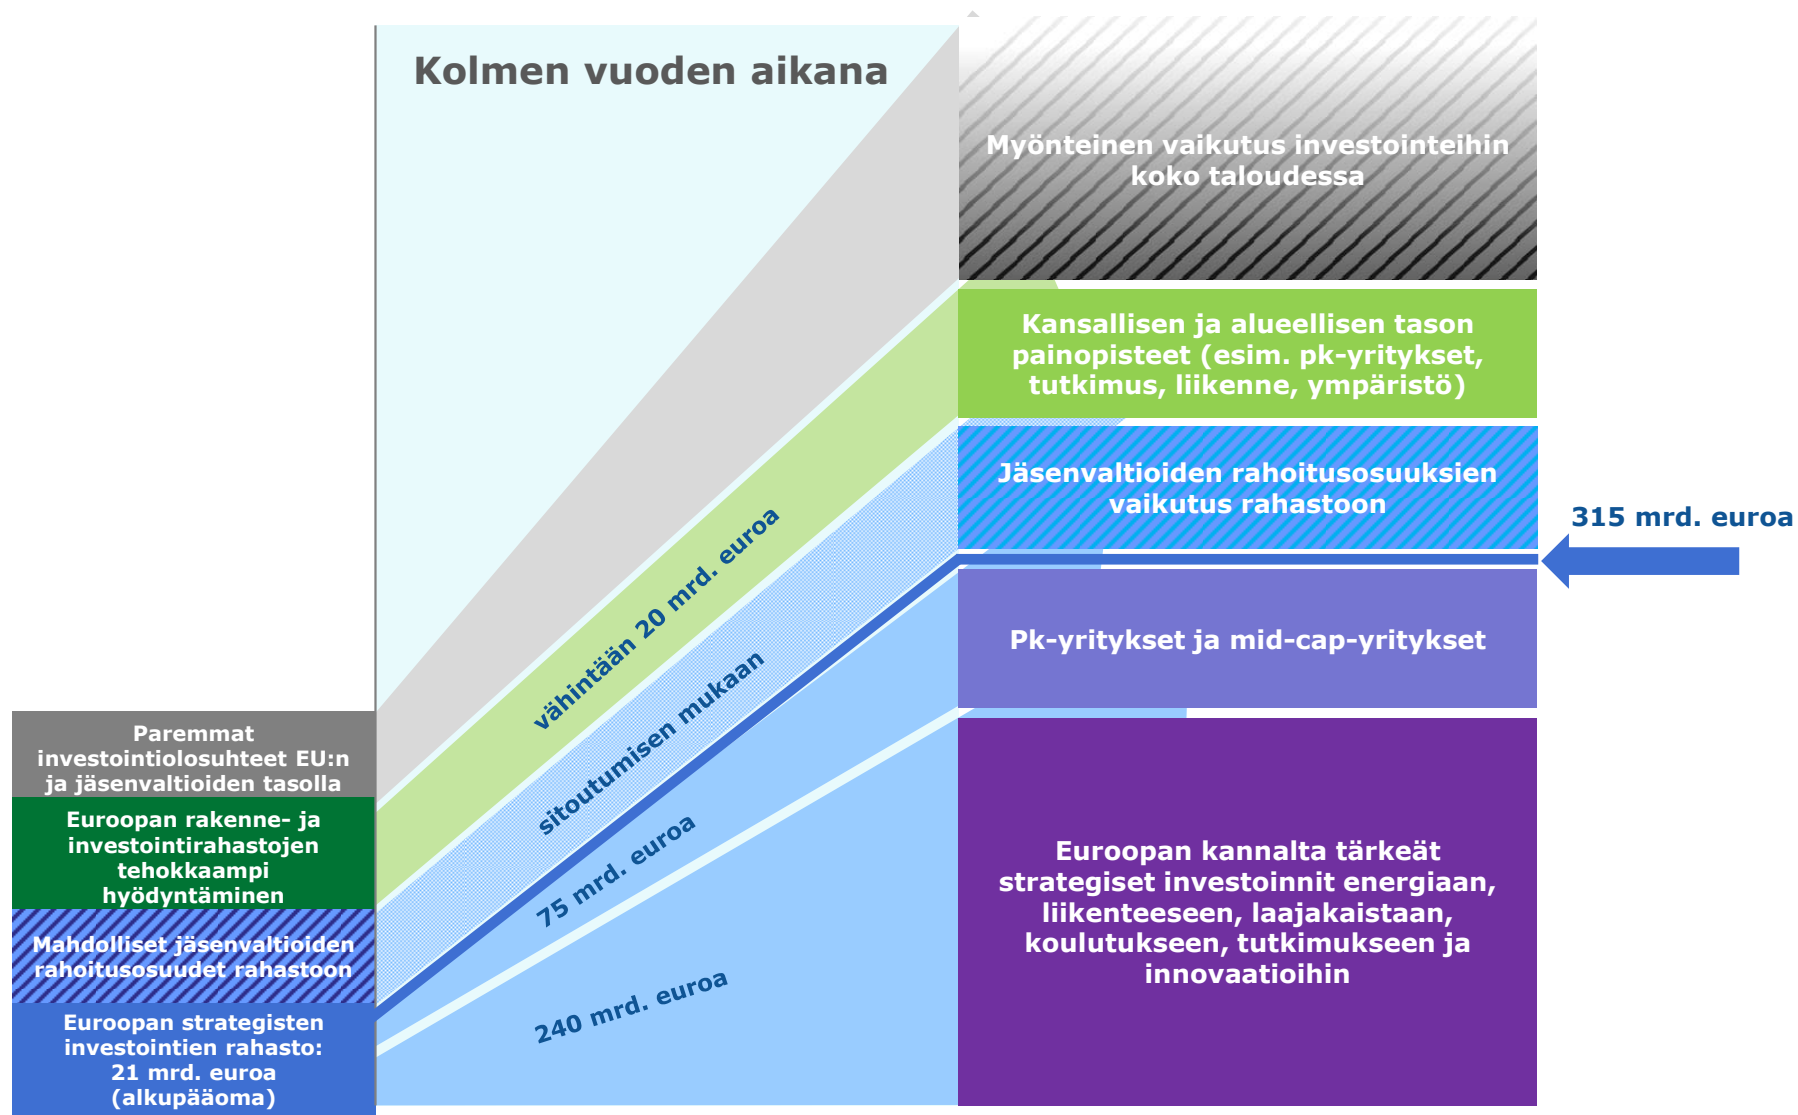 Kolmen vuoden aikana
Myönteinen vaikutus investointeihin
koko taloudessa
Kansallisen ja alueellisen tason
painopisteet (esim. pk-yritykset,
tutkimus, liikenne, ympäristö)
Jäsenvaltioiden rahoitusosuuksien
vaikutus rahastoon
315 mrd. euroa
Pk-yritykset ja mid-cap-yritykset
Euroopan kannalta tärkeät
strategiset investoinnit energiaan,
liikenteeseen, laajakaistaan,
koulutukseen, tutkimukseen ja
innovaatioihin
vähintään 20 mrd. euroa
sitoutumisen mukaan
75 mrd. euroa
240 mrd. euroa
Paremmat
investointiolosuhteet EU:n
ja jäsenvaltioiden tasolla
Euroopan rakenne- ja
investointirahastojen
tehokkaampi
hyödyntäminen
Mahdolliset jäsenvaltioiden
rahoitusosuudet rahastoon
Euroopan strategisten
investointien rahasto:
21 mrd. euroa
(alkupääoma)